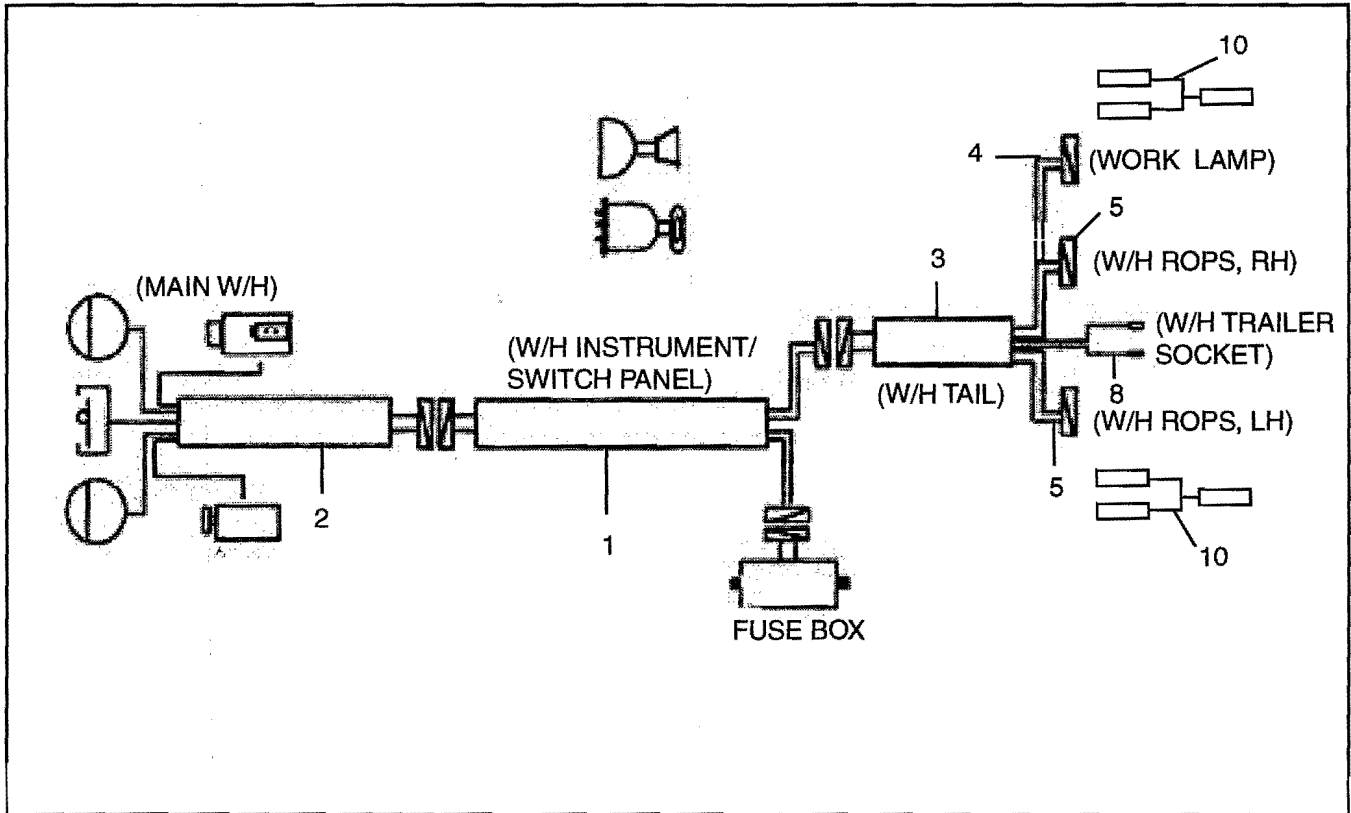 10
4
(WORK LAMP)
5
(W/H ROPS, RH)
3
(MAIN W/H)
(W/H TRAILER
SOCKET)
(W/H INSTRUMENT/
SWITCH PANEL)
(W/H TAIL)
8
(W/H ROPS, LH)
2
1
5
10
FUSE BOX